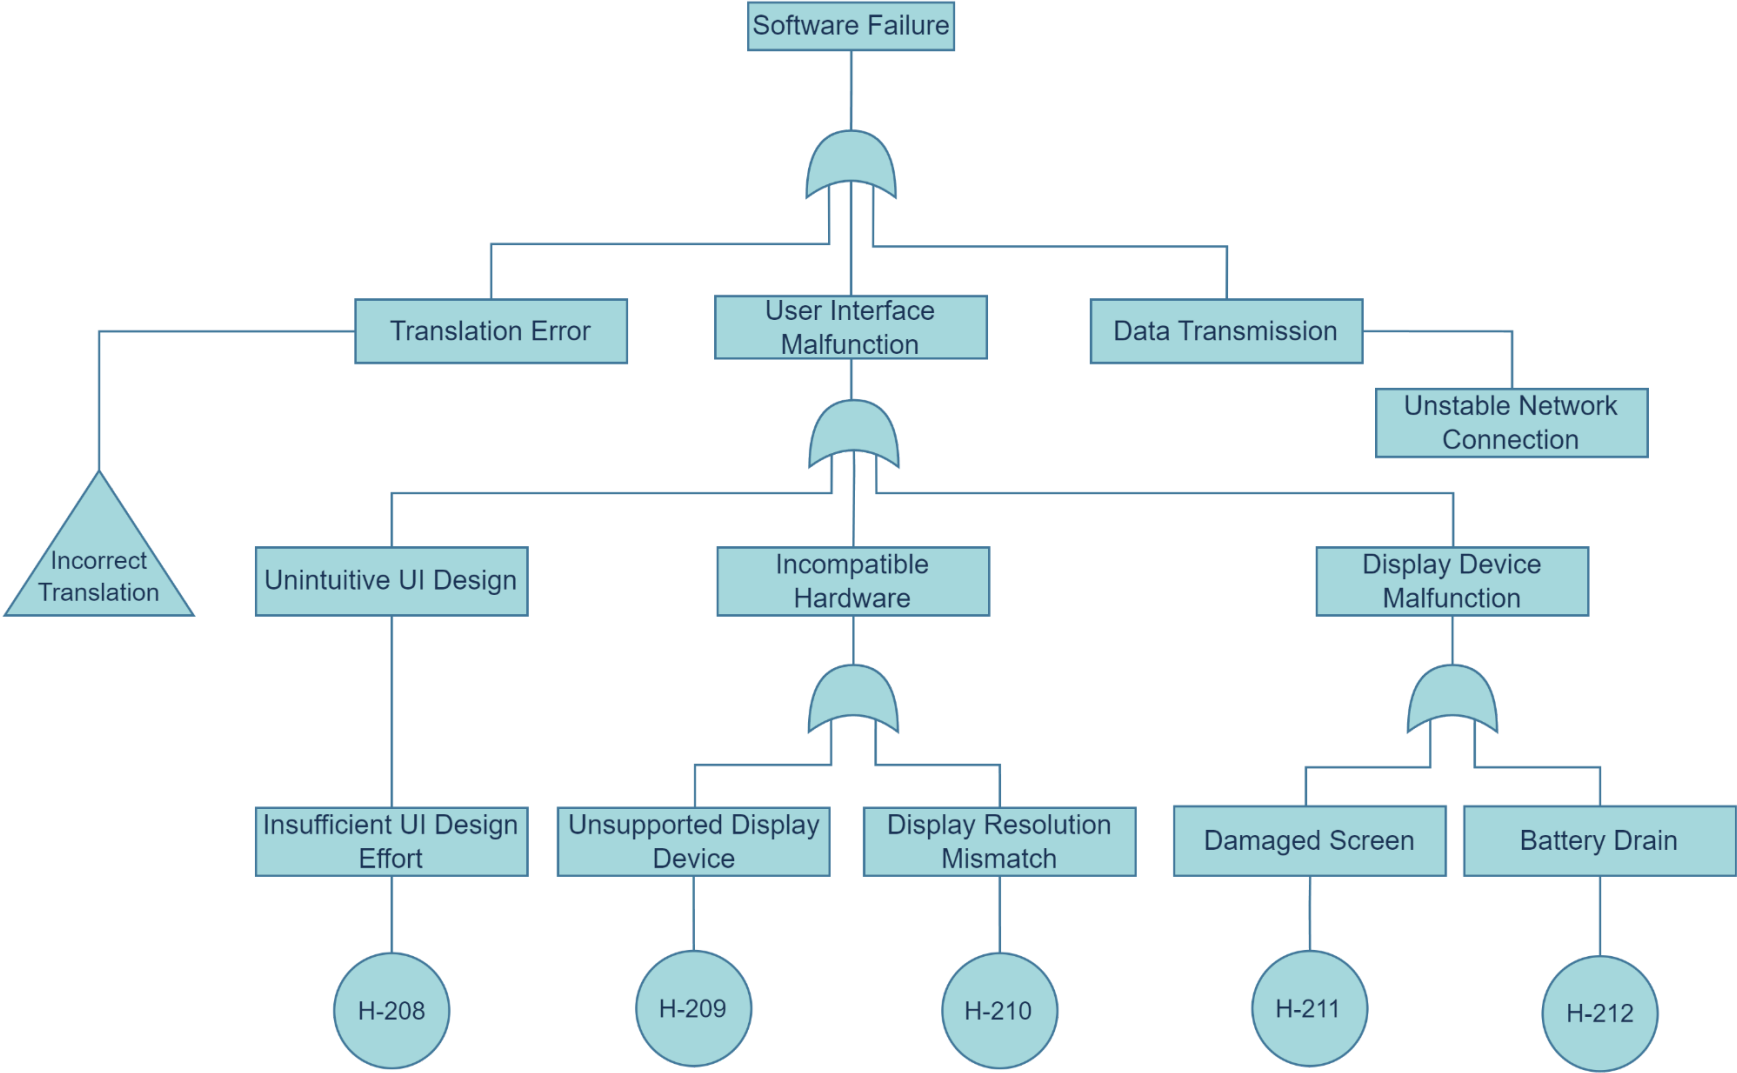 Software Failure
Translation Error
User Interface
Malfunction
Data Transmission
Unstable Network
Connection
Incorrect
Translation
Unintuitive UI Design
Incompatible
Hardware
Display Device
Malfunction
Insufficient UI Design
Effort
Unsupported Display
Device
Display Resolution
Mismatch
Damaged Screen
Battery Drain
H-208
H-209
H-210
H-211
H-212